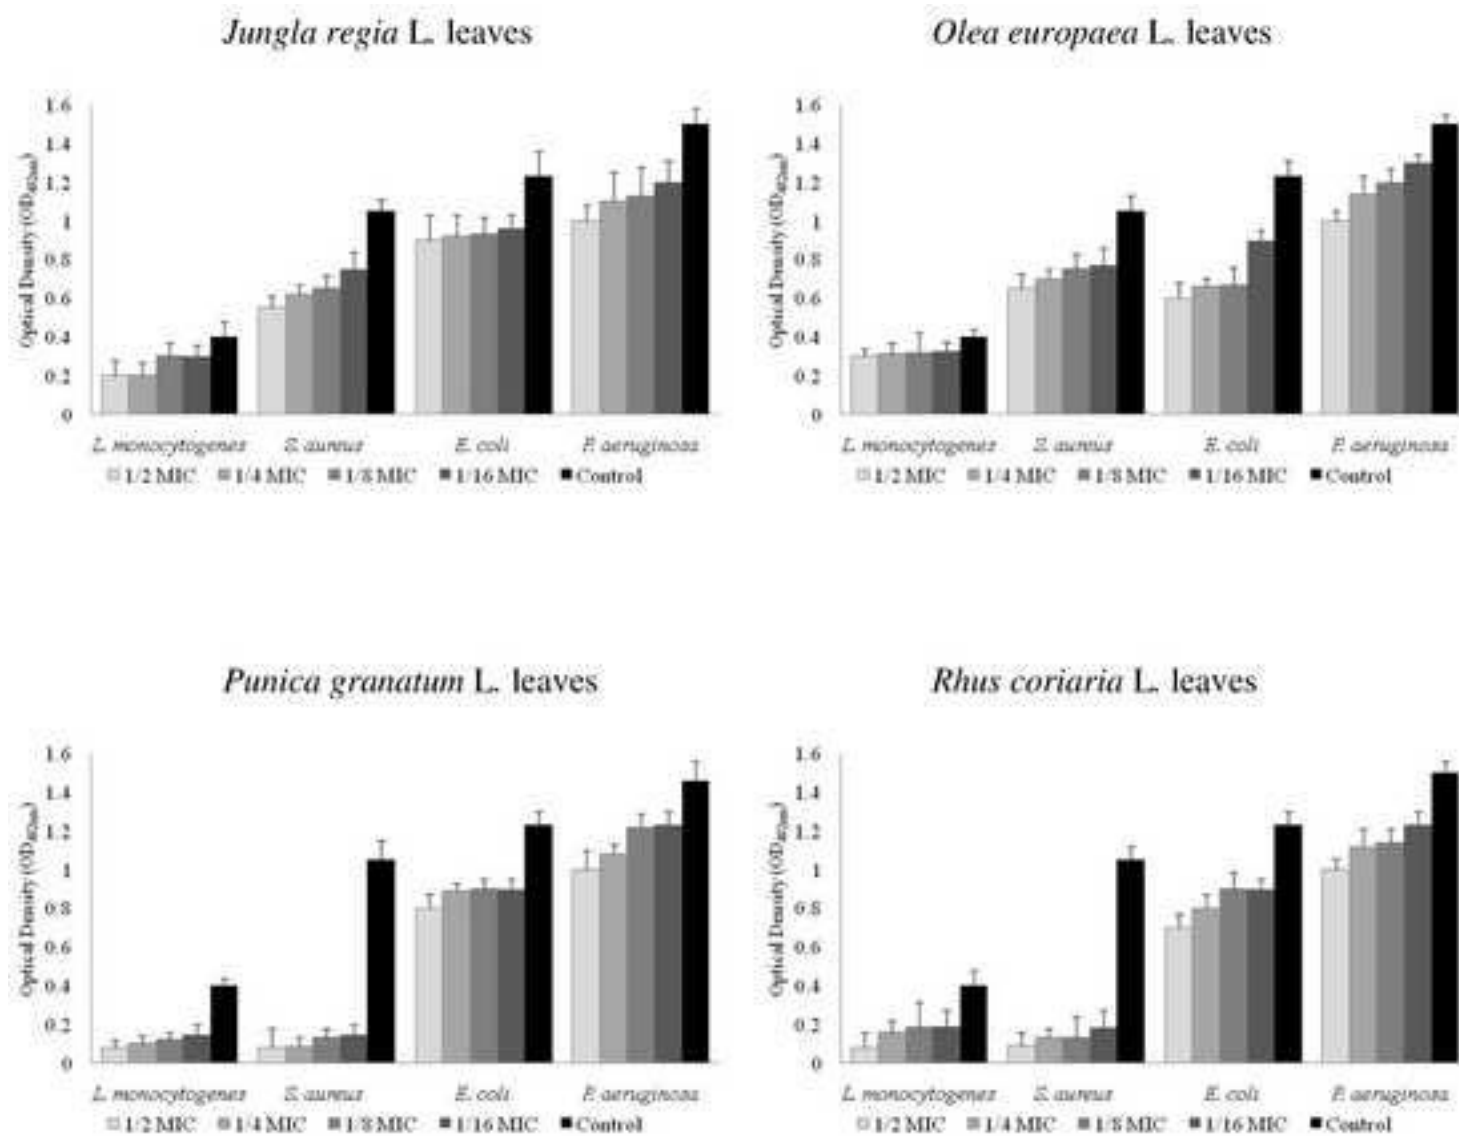 Jungla regia L. leaves
Optical Density (OD
1.6
1.4
1.2
1
0.8
0.6
0.4
0.2
0
L. monocytogenes S. aureus E. coli P. aeruginosa
1/2 MIC 1/4 MIC 1/8 MIC 1/16 MIC Control
Olea europaea L. leaves
Optical Density (OD
1.6
1.4
1.2
1
0.8
0.6
0.4
0.2
0
L. monocytogenes S. aureus E. coli P. aeruginosa
1/2 MIC 1/4 MIC 1/8 MIC 1/16 MIC Control
Punica granatum L. leaves
Optical Density (OD
1.6
1.4
1.2
1
0.8
0.6
0.4
0.2
0
L. monocytogenes S. aureus E. coli P. aeruginosa
1/2 MIC 1/4 MIC 1/8 MIC 1/16 MIC Control
Rhus coriaria L. leaves
Optical Density (OD
1.6
1.4
1.2
1
0.8
0.6
0.4
0.2
0
L. monocytogenes S. aureus E. coli P. aeruginosa
1/2 MIC 1/4 MIC 1/8 MIC 1/16 MIC Control